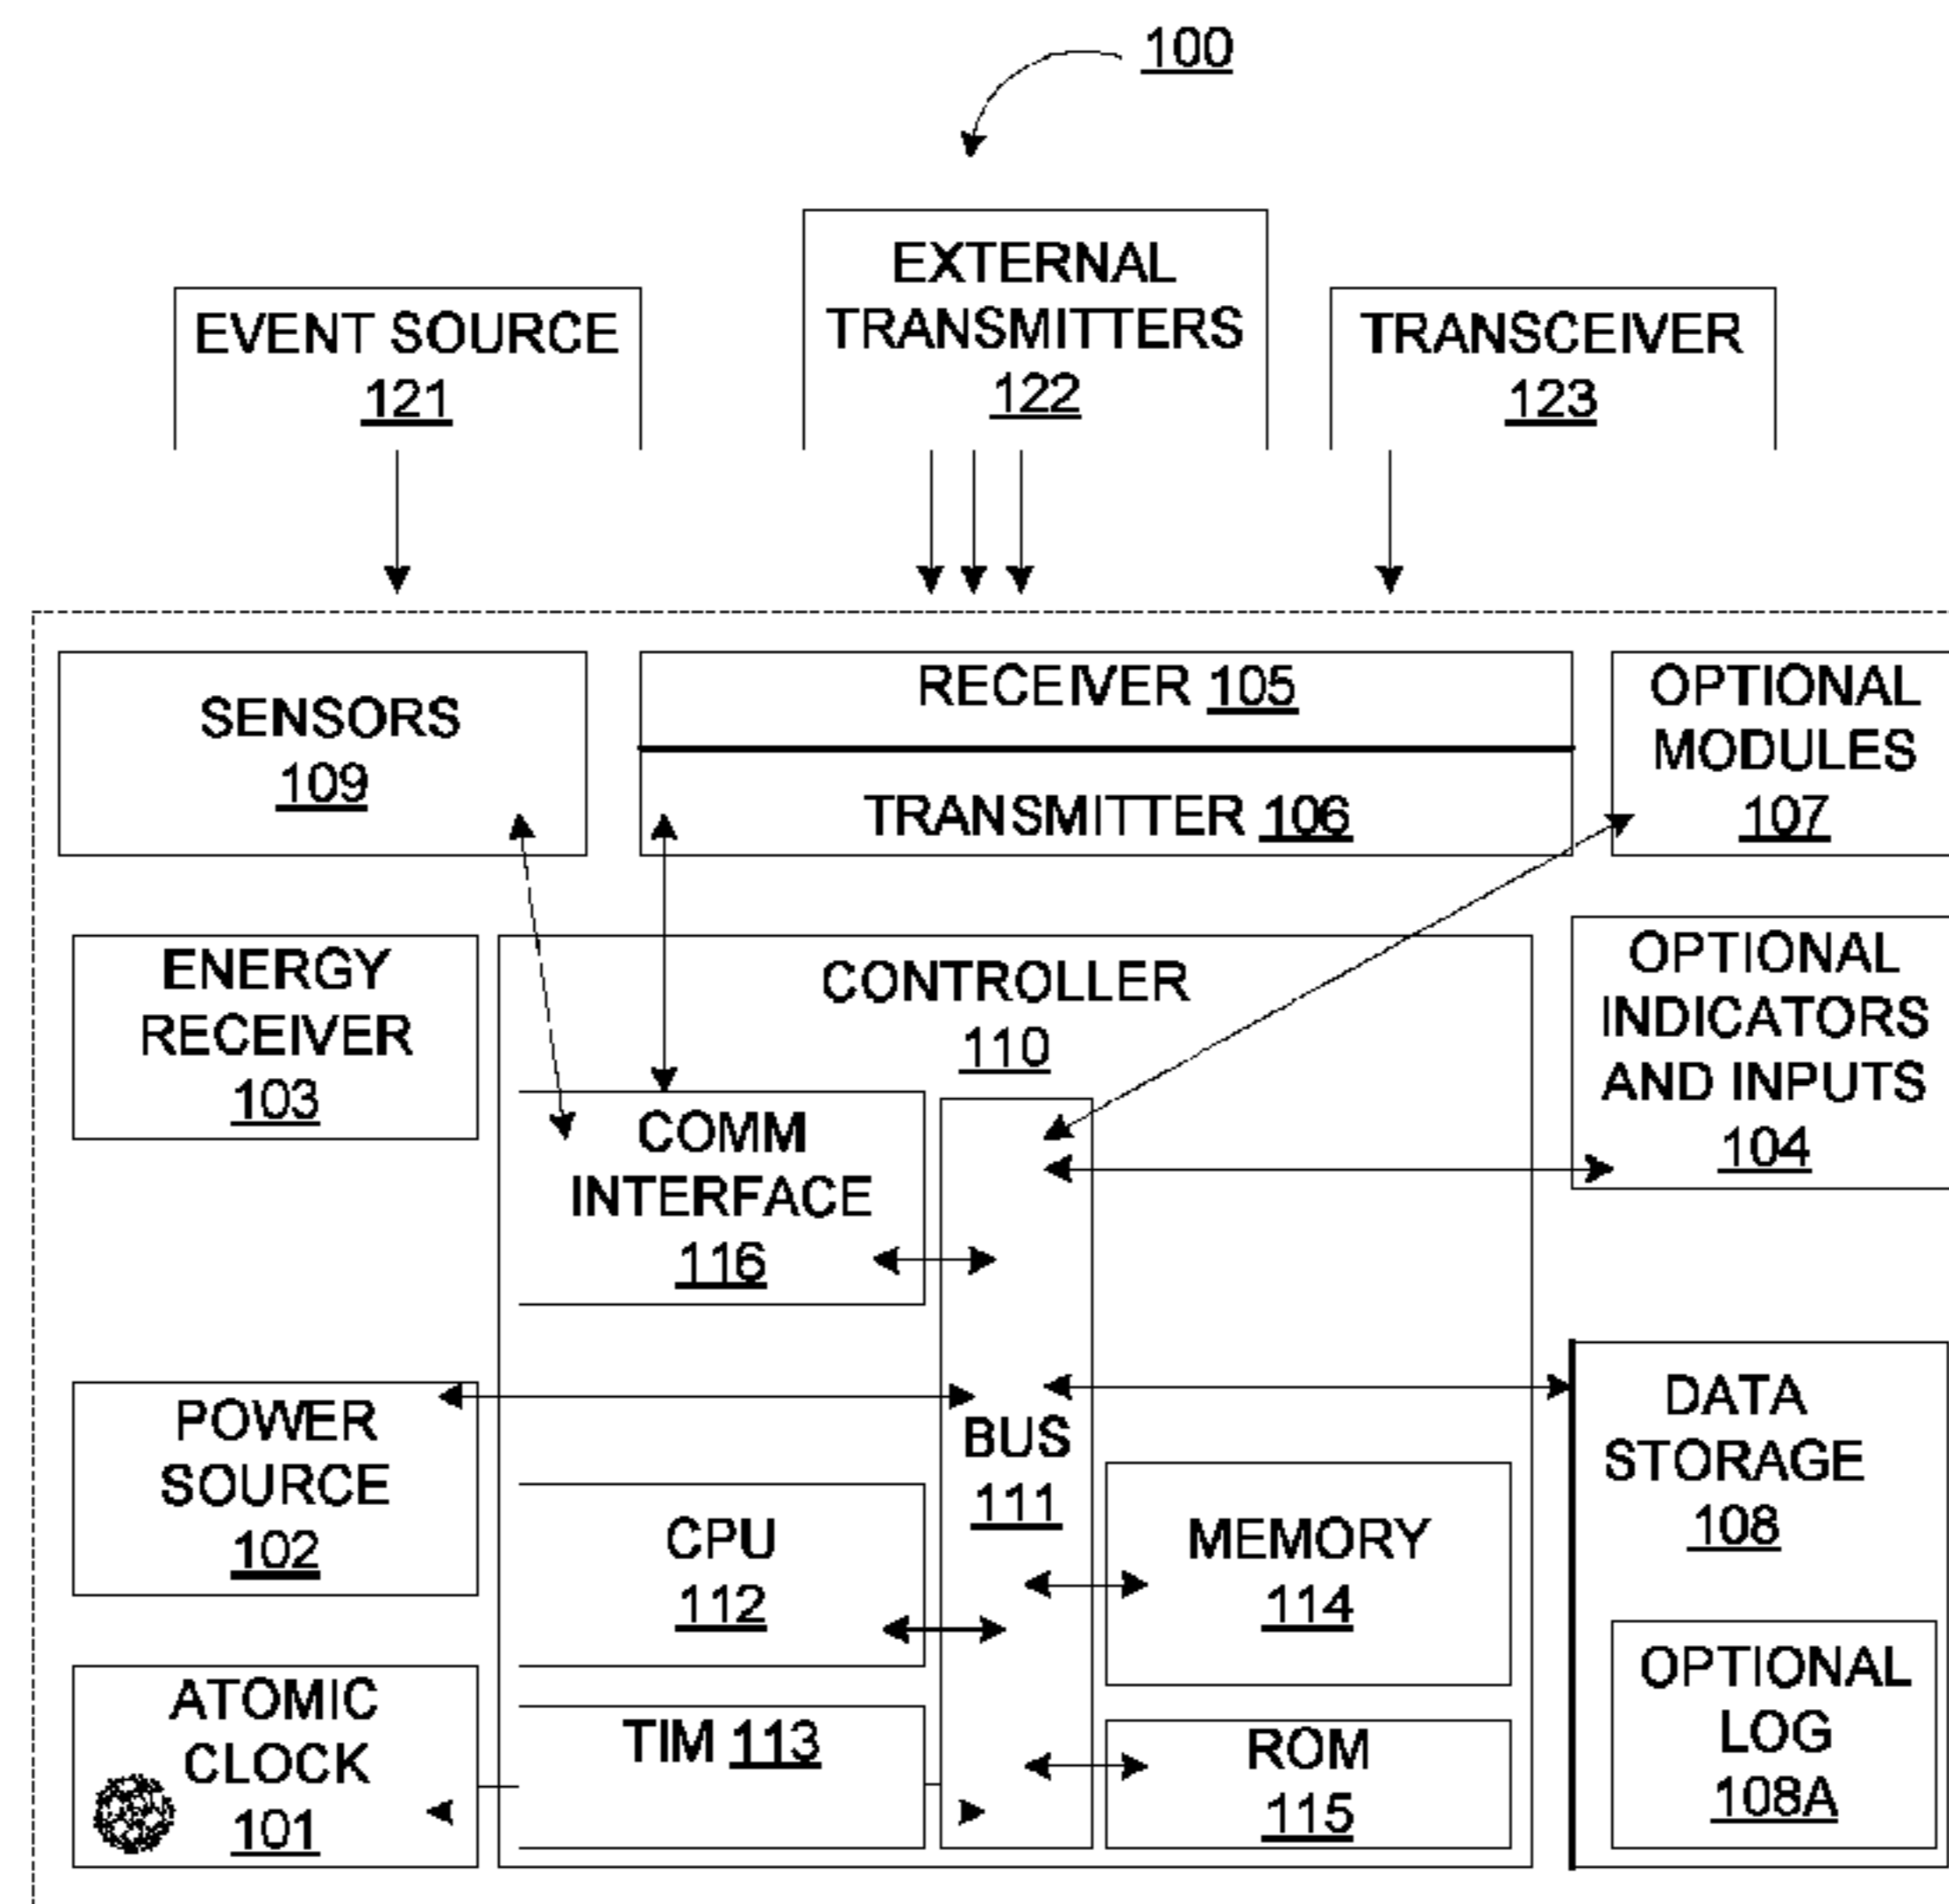 100
EVENT SOURCE
121
EXTERNAL
TRANSMITTERS
122
TRANSCEIVER
123
SENSORS
109
RECEIVER 105
TRANSMITTER 106
OPTIONAL
MODULES
107
ENERGY
RECEIVER
103
CONTROLLER
110
OPTIONAL
INDICATORS
AND INPUTS
104
COMM
INTERFACE
116
POWER
SOURCE
102
BUS
111
DATA
STORAGE
108
CPU
112
MEMORY
114
ATOMIC
CLOCK
101
TIM 113
ROM
115
OPTIONAL
LOG
108A